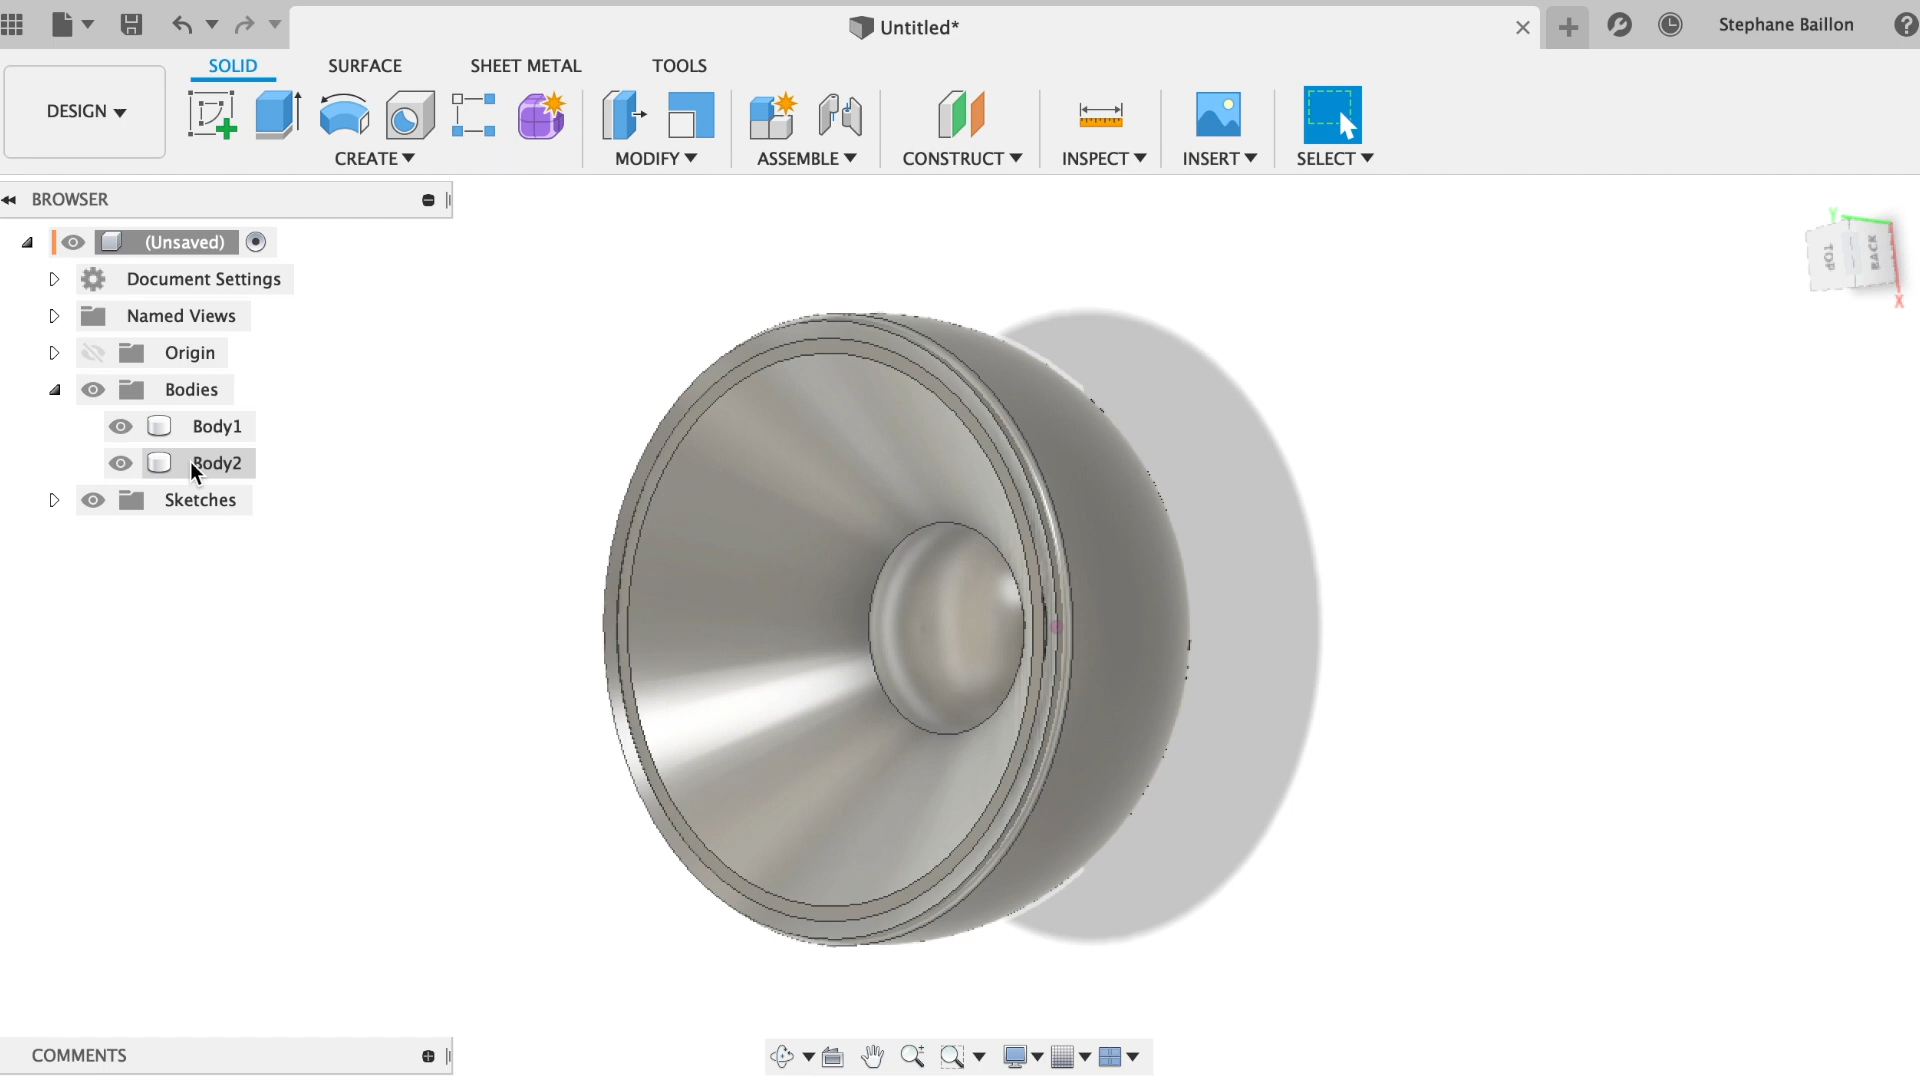 Untitled*
Stephane Baillon
?
SOLID
SURFACE
SHEET METAL
TOOLS
DESIGN
CREATE
MODIFY
ASSEMBLE
CONSTRUCT
INSPECT
INSERT
SELECT
BROWSER
(Unsaved)
Document Settings
Named Views
Origin
Bodies
Body1
Body2
Sketches
Y
TOP
BACK
X
COMMENTS